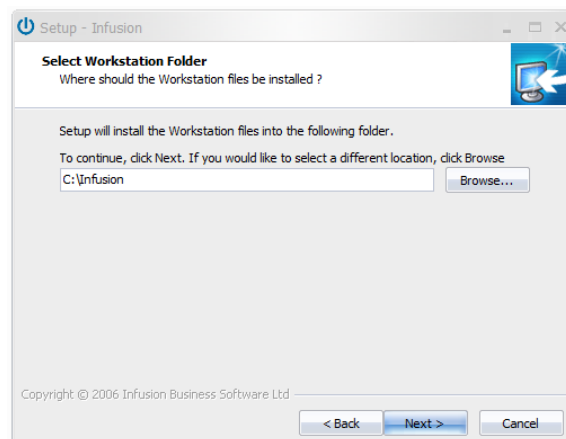 Setup - Infusion
Select Workstation Folder
Where should the Workstation files be installed ?
Setup will install the Workstation files into the following folder.
To continue, click Next. If you would like to select a different location, click Browse
C:\Infusion
Browse...
Copyright © 2006 Infusion Business Software Ltd
< Back
Next >
Cancel